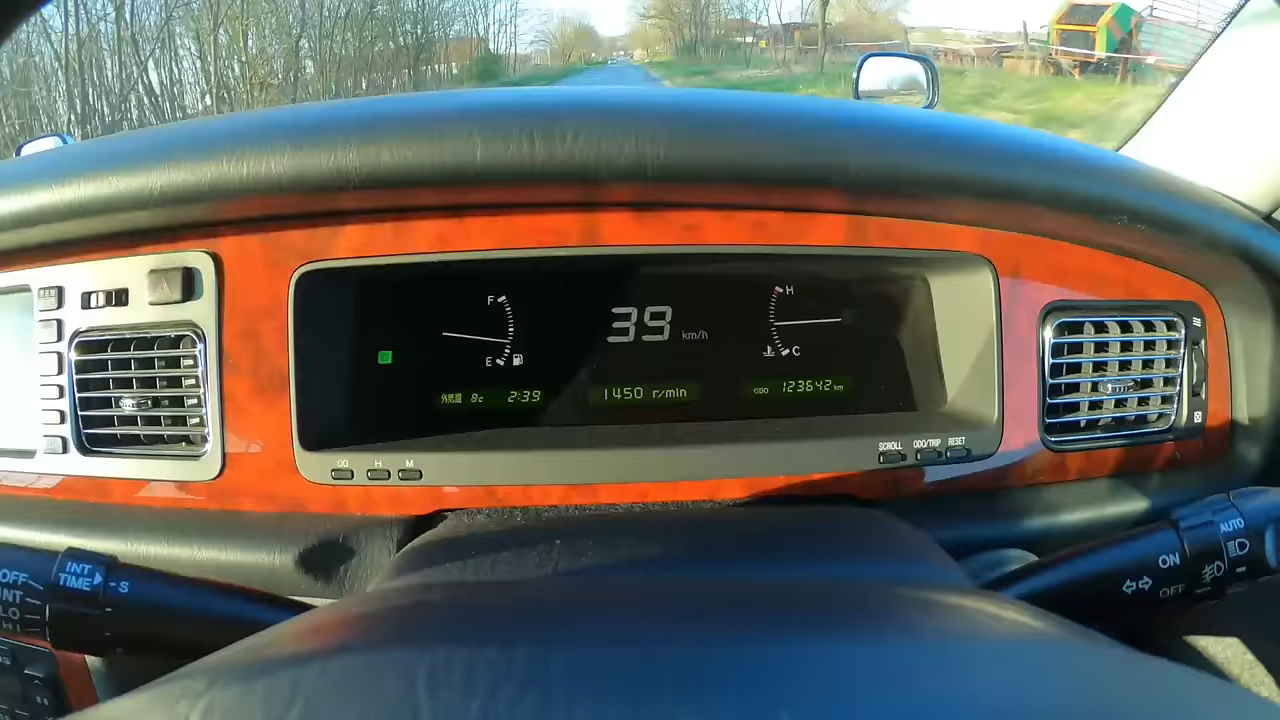 F
E
39 km/h
H
C
外気温 8c 2:39
1450 r/min
ODO 123642 km
00 H M
SCROLL ODO/TRIP RESET
OFF
INT
LO
HI
INT
TIME
S
AUTO
ON
OFF